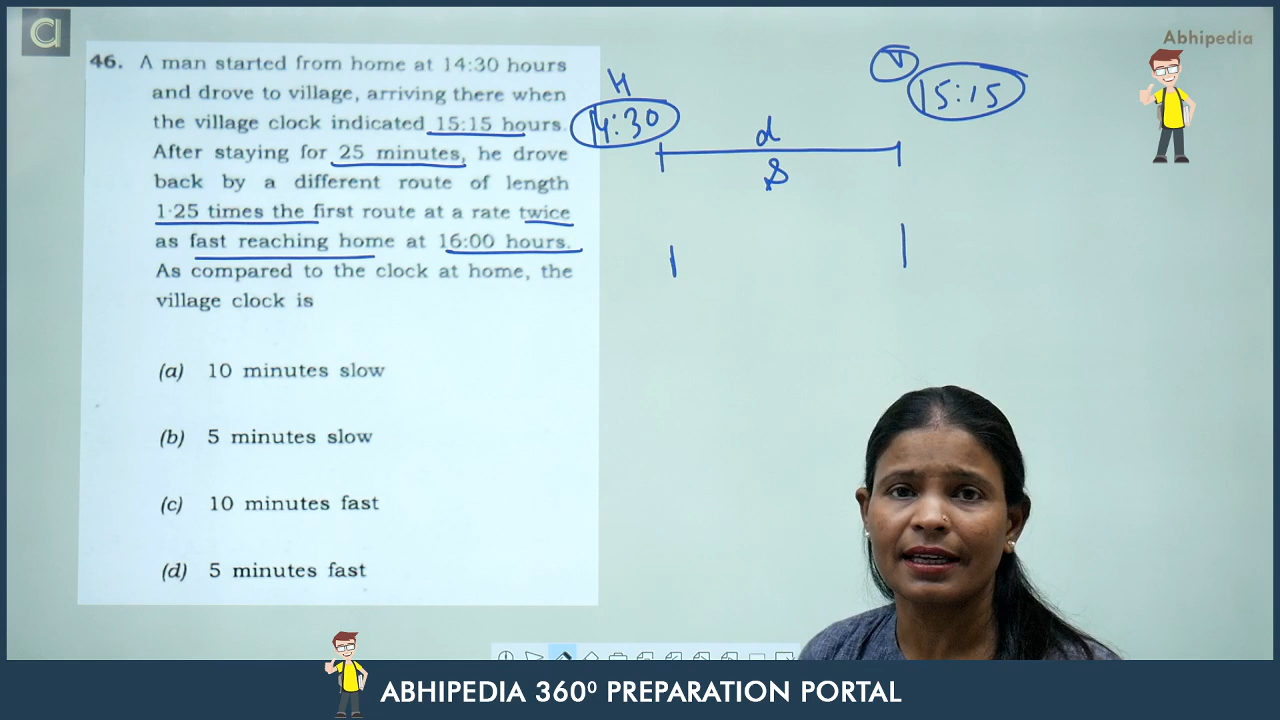 Abhipedia
46. A man started from home at 14:30 hours
and drove to village, arriving there when
the village clock indicated 15:15 hours.
After staying for 25 minutes, he drove
back by a different route of length
1·25 times the first route at a rate twice
as fast reaching home at 16:00 hours.
As compared to the clock at home, the
village clock is
(a) 10 minutes slow
(b) 5 minutes slow
(c) 10 minutes fast
(d) 5 minutes fast
H
14:30
V
15:15
d
S
ABHIPEDIA 360⁰ PREPARATION PORTAL